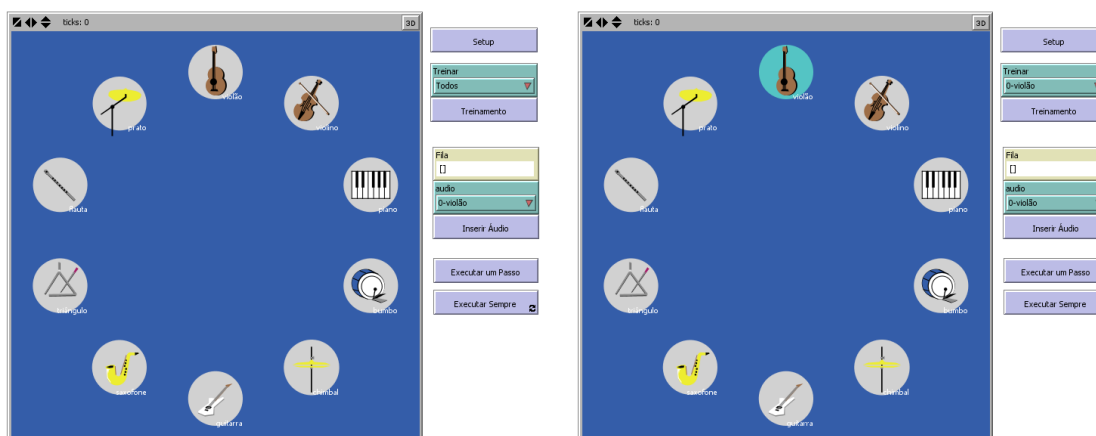 ticks: 0
3D
violão
violino
prato
flauta
piano
triângulo
bumbo
saxofone
chimbal
guitarra
Setup
Treinar
Todos
Treinamento
Fila
[]
audio
0-violão
Inserir Áudio
Executar um Passo
Executar Sempre
ticks: 0
3D
violão
violino
prato
flauta
piano
triângulo
bumbo
saxofone
chimbal
guitarra
Setup
Treinar
0-violão
Treinamento
Fila
[]
audio
0-violão
Inserir Áudio
Executar um Passo
Executar Sempre